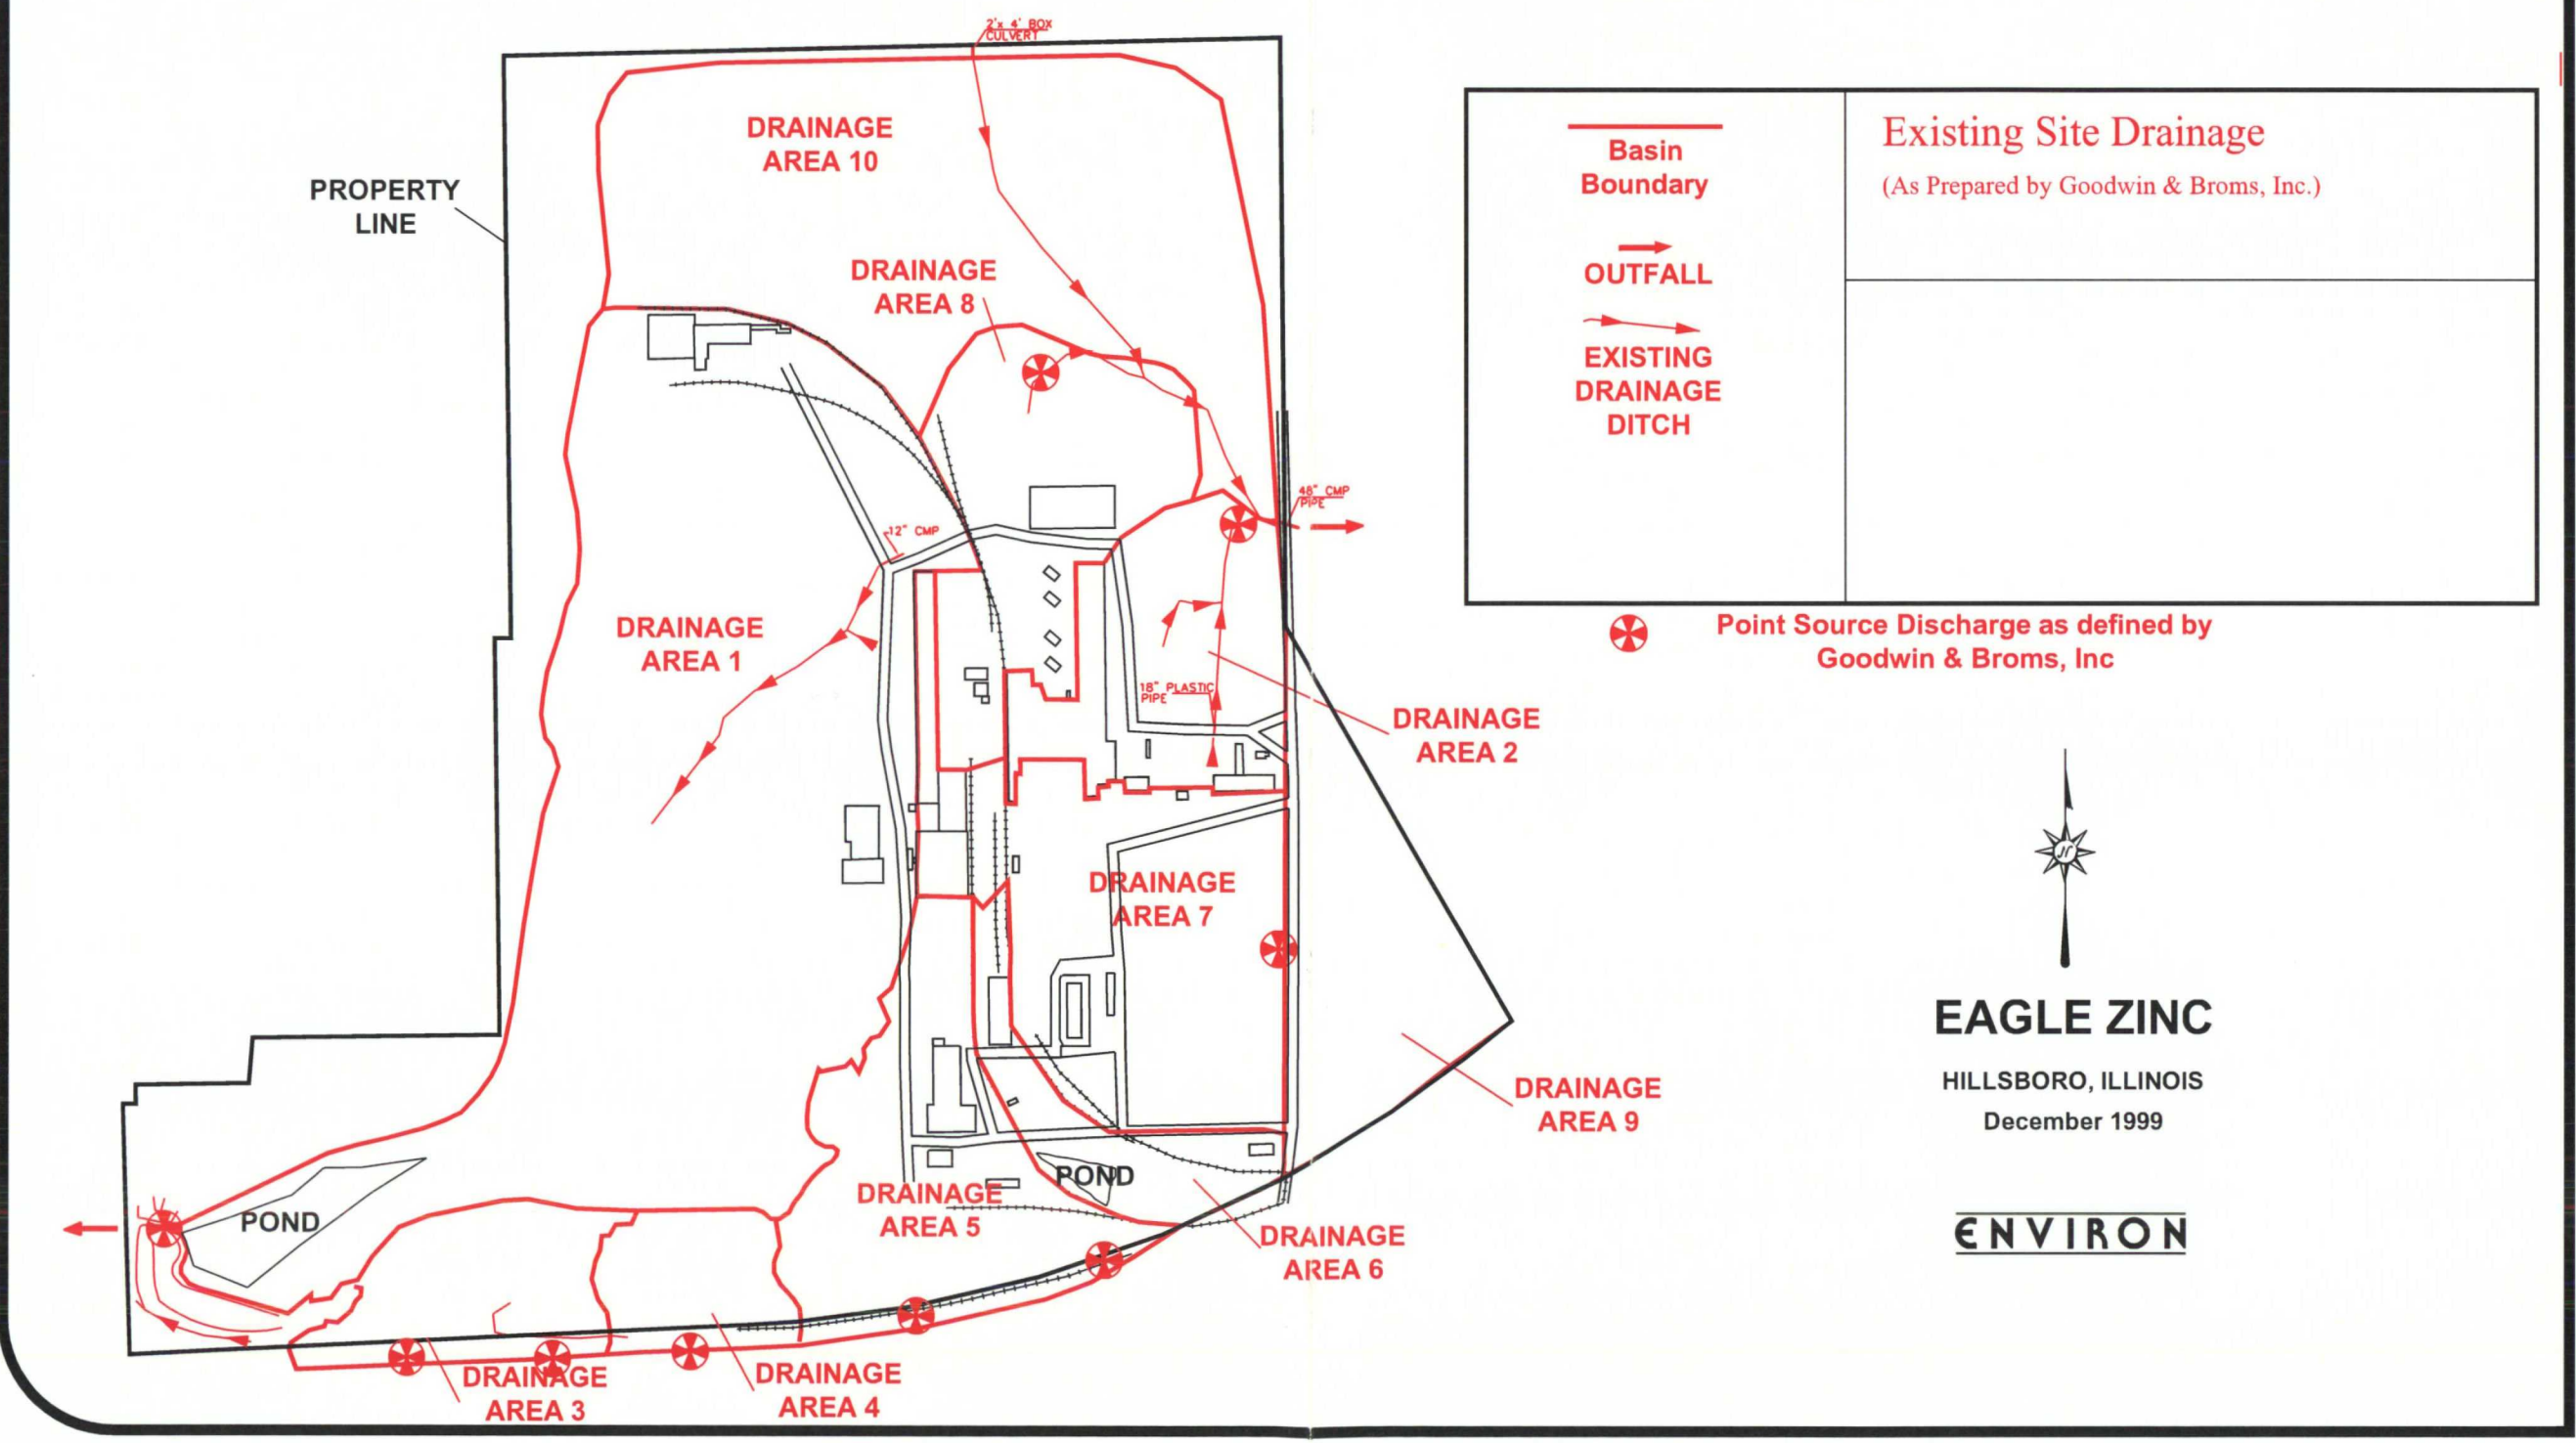 2'x 4' BOX
CULVERT
DRAINAGE
AREA 10
PROPERTY
LINE
DRAINAGE
AREA 8
48" CMP
PIPE
12" CMP
DRAINAGE
AREA 1
18" PLASTIC
PIPE
DRAINAGE
AREA 2
DRAINAGE
AREA 7
DRAINAGE
AREA 9
POND
DRAINAGE
AREA 5
POND
DRAINAGE
AREA 6
DRAINAGE
AREA 3
DRAINAGE
AREA 4
Basin
Boundary
OUTFALL
EXISTING
DRAINAGE
DITCH
Existing Site Drainage
(As Prepared by Goodwin & Broms, Inc.)
Point Source Discharge as defined by
Goodwin & Broms, Inc
N
EAGLE ZINC
HILLSBORO, ILLINOIS
December 1999
ENVIRON